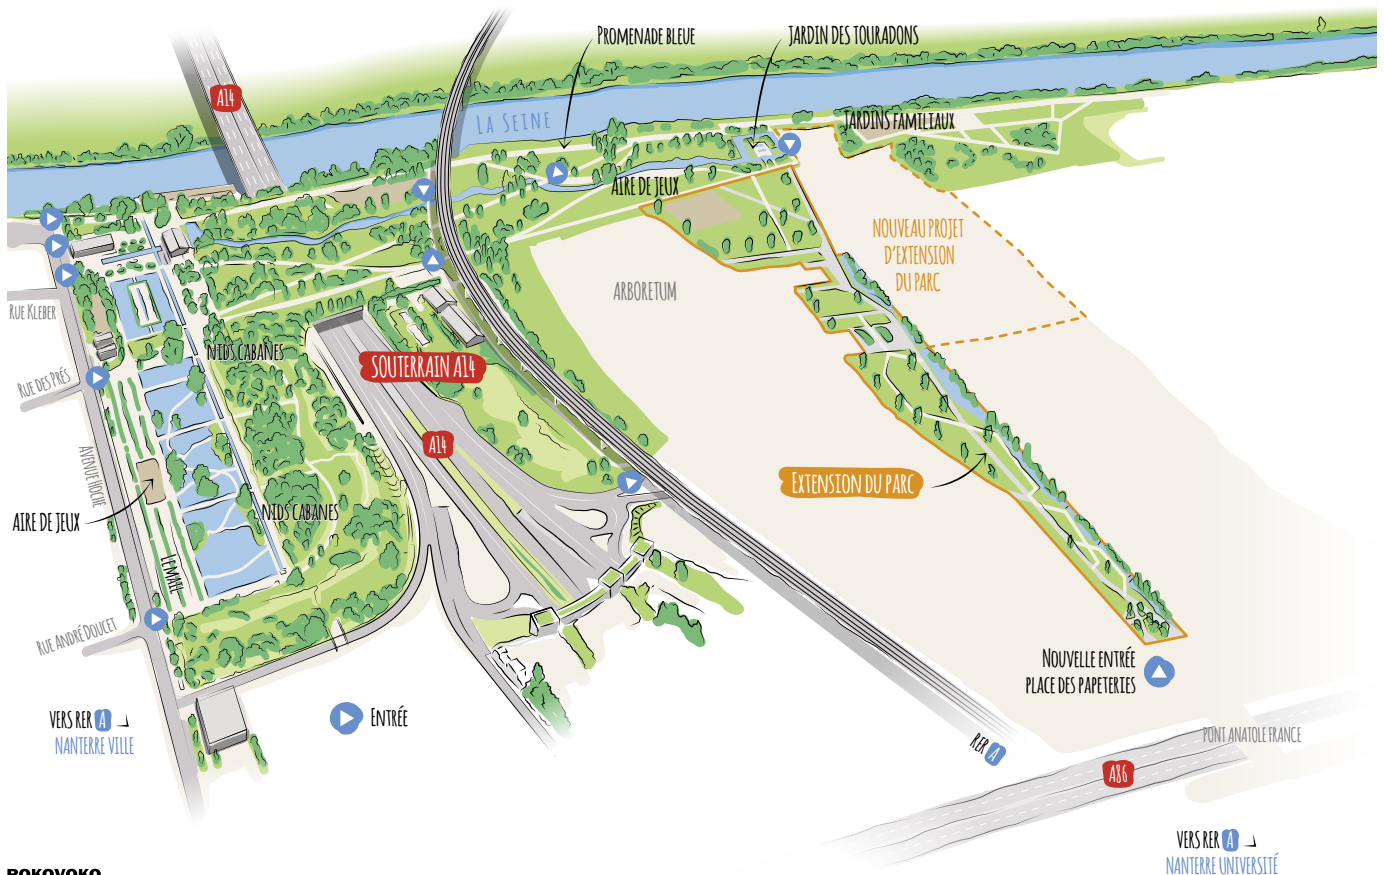 PROMENADE BLEUE
JARDIN DES TOURADONS
A14
LA SEINE
JARDINS FAMILIAUX
AIRE DE JEUX
NOUVEAU PROJET
D'EXTENSION
DU PARC
ARBORETUM
RUE KLEBER
NIDS CABANES
SOUTERRAIN A14
RUE DES PRÉS
A14
AVENUE HOCHE
EXTENSION DU PARC
AIRE DE JEUX
NIDS CABANES
LE MAIL
RUE ANDRÉ DOUCET
NOUVELLE ENTRÉE
PLACE DES PAPETERIES
VERS RER A
NANTERRE VILLE
ENTRÉE
RER A
PONT ANATOLE FRANCE
A86
VERS RER A
NANTERRE UNIVERSITÉ
ROKOVOKO